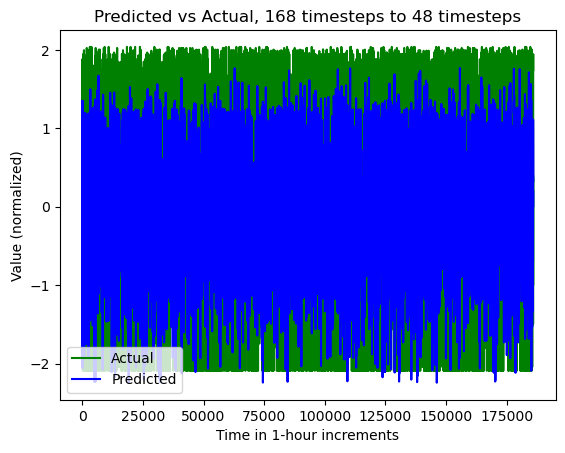 Predicted vs Actual, 168 timesteps to 48 timesteps
2
1
0
−1
−2
Value (normalized)
Actual
Predicted
0 25000 50000 75000 100000 125000 150000 175000
Time in 1-hour increments